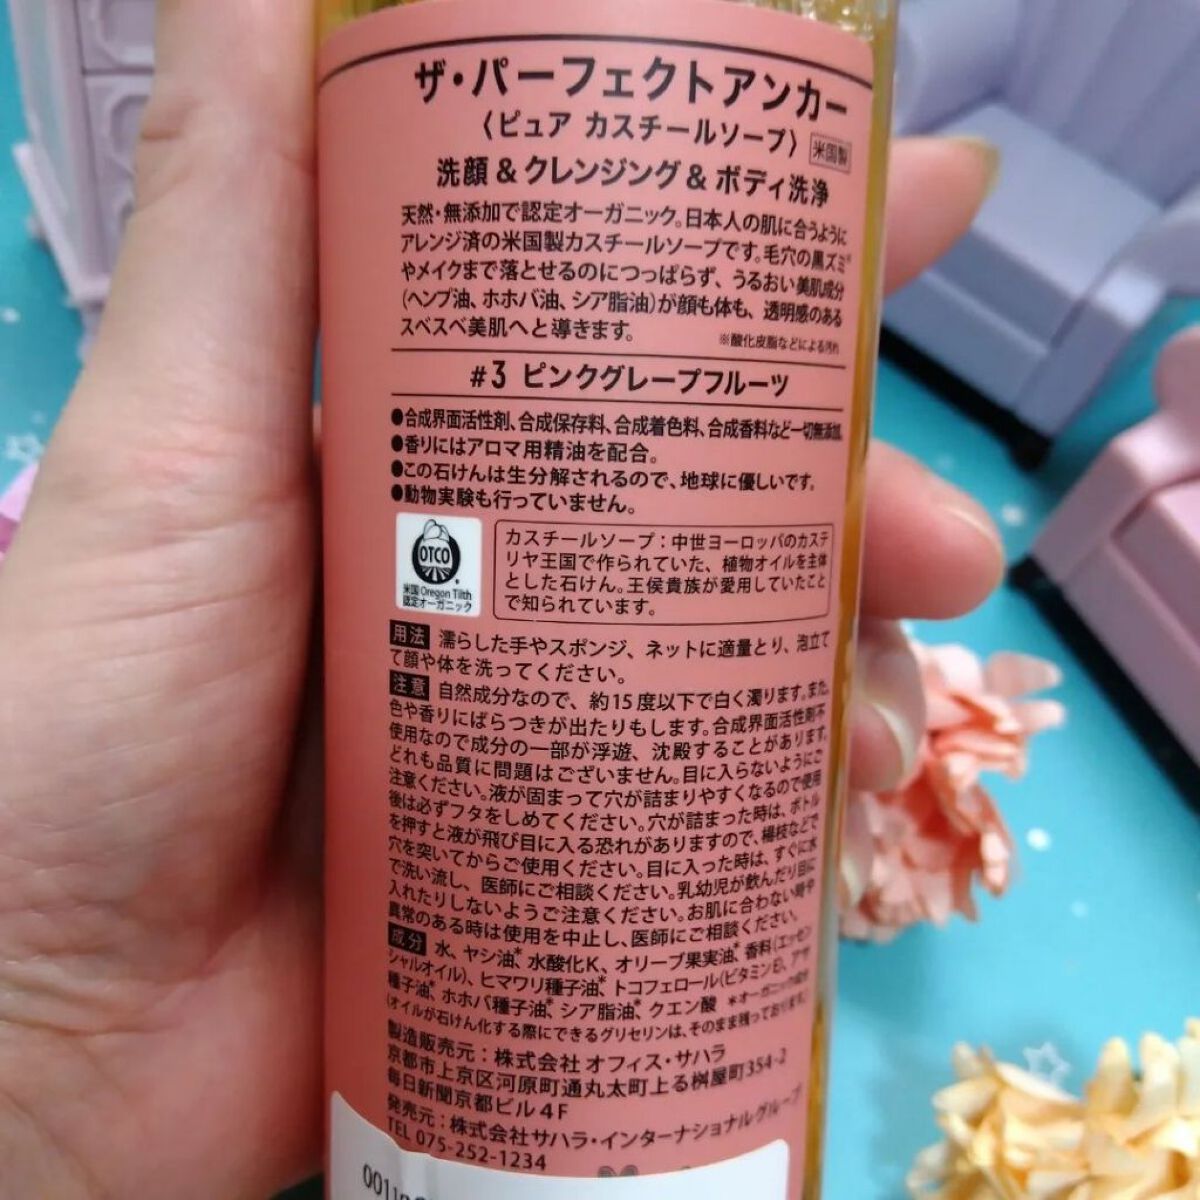 ザ・パーフェクトアンカー
〈ピュア カスチールソープ〉 米国製
洗顔&クレンジング&ボディ洗浄
天然・無添加で認定オーガニック。日本人の肌に合うように
アレンジ済の米国製カスチールソープです。毛穴の黒ズミ※
やメイクまで落とせるのにつっぱらず、うるおい美肌成分
(ヘンプ油、ホホバ油、シア脂油)が顔も体も、透明感のある
スベスベ美肌へと導きます。
※酸化皮脂などによる汚れ
#3 ピンクグレープフルーツ
●合成界面活性剤、合成保存料、合成着色料、合成香料など一切無添加。
●香りにはアロマ用精油を配合。
●この石けんは生分解されるので、地球に優しいです。
●動物実験も行っていません。
OTCO
米国 Oregon Tilth
認定オーガニック
カスチールソープ:中世ヨーロッパのカステ
リヤ王国で作られていた、植物オイルを主体
とした石けん。王侯貴族が愛用していたこと
で知られています。
用法 濡らした手やスポンジ、ネットに適量とり、泡立て
て顔や体を洗ってください。
注意 自然成分なので、約15度以下で白く濁ります。また、
色や香りにばらつきが出たりもします。合成界面活性剤不
使用なので成分の一部が浮遊、沈殿することがあります。
どれも品質に問題はございません。目に入らないようにご
注意ください。液が固まって穴が詰まりやすくなるので使用
後は必ずフタをしめてください。穴が詰まった時は、ボトル
を押すと液が飛び目に入る恐れがありますので、楊枝などで
穴を突いてからご使用ください。目に入った時は、すぐに水
で洗い流し、医師にご相談ください。乳幼児が飲んだり目に
入れたりしないようご注意ください。お肌に合わない時や
異常のある時は使用を中止し、医師にご相談ください。
成分 水、ヤシ油*、水酸化K、オリーブ果実油*、香料(エッセン
シャルオイル)、ヒマワリ種子油*、トコフェロール(ビタミンE)、アサ
種子油*、ホホバ種子油*、シア脂油*、クエン酸 *オーガニックの成分
(オイルが石けん化する際にできるグリセリンは、そのまま残っております)
製造販売元:株式会社 オフィス・サハラ
京都市上京区河原町通丸太町上る桝屋町354-2
毎日新聞京都ビル4F
発売元:株式会社サハラ・インターナショナルグループ
TEL 075-252-1234